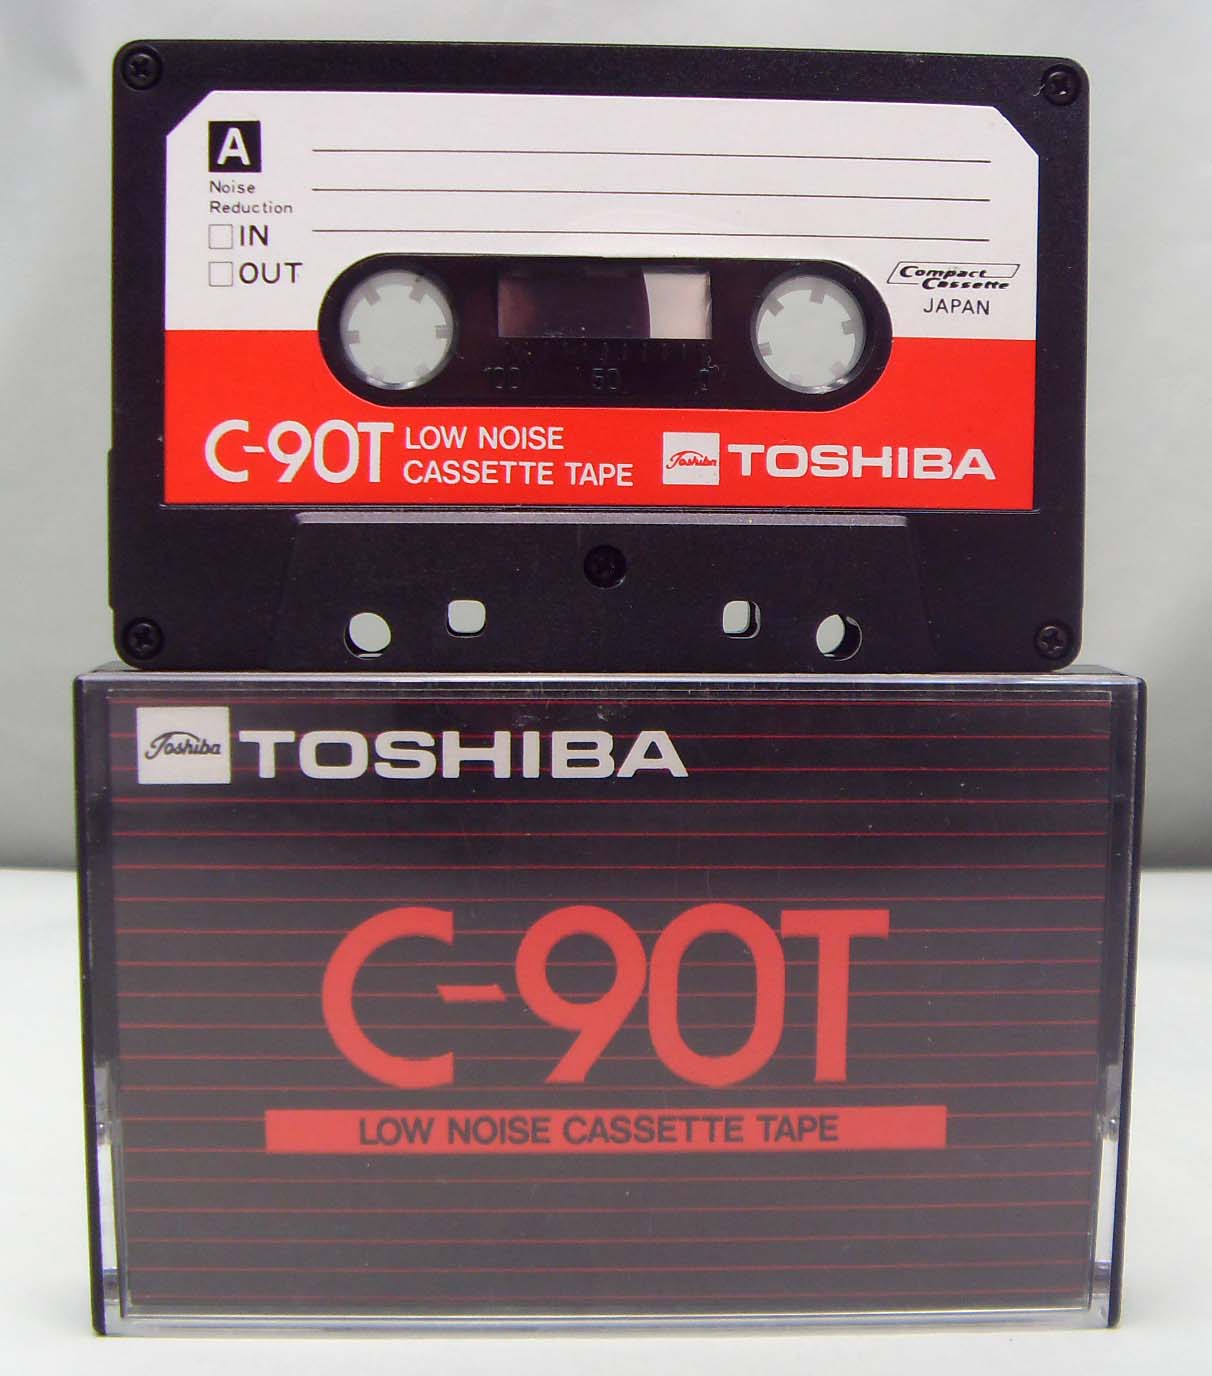 A
Noise
Reduction
IN
OUT
Compact
Cassette
JAPAN
100 50 0
C-90T LOW NOISE
CASSETTE TAPE
Toshiba TOSHIBA
Toshiba TOSHIBA
C-90T
LOW NOISE CASSETTE TAPE